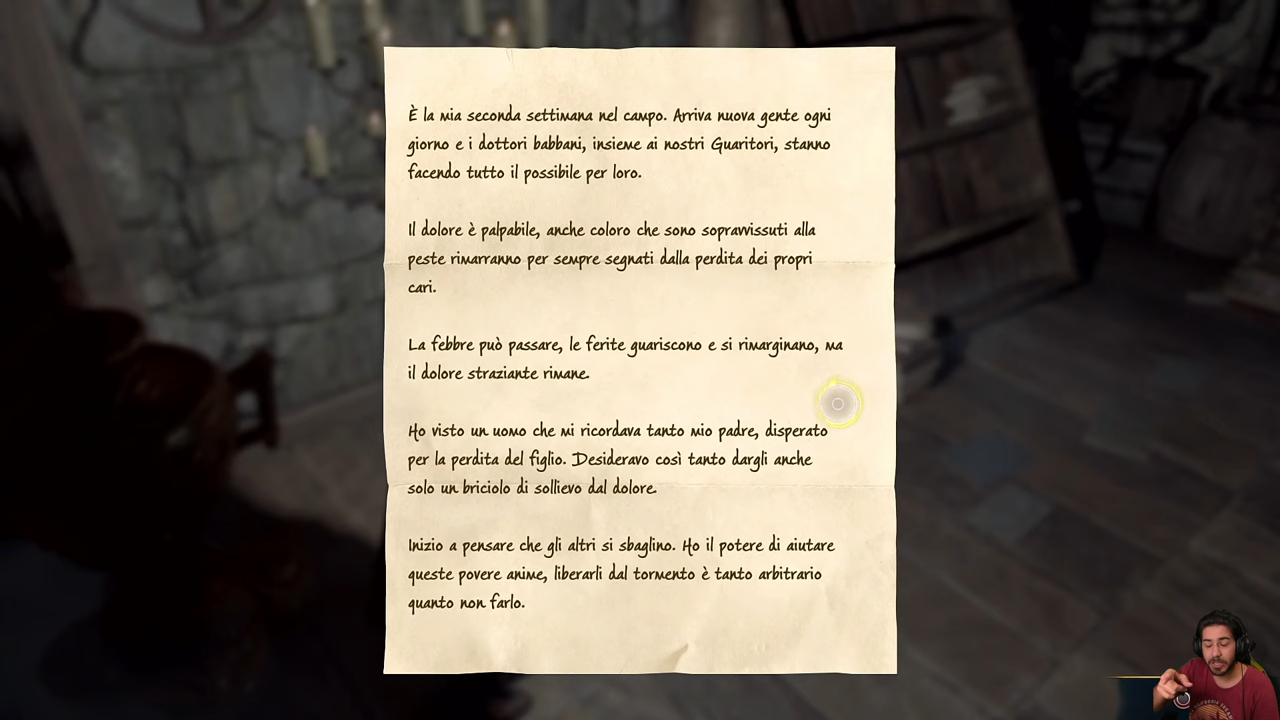 È la mia seconda settimana nel campo. Arriva nuova gente ogni
giorno e i dottori babbani, insieme ai nostri Guaritori, stanno
facendo tutto il possibile per loro.
Il dolore è palpabile, anche coloro che sono sopravvissuti alla
peste rimarranno per sempre segnati dalla perdita dei propri
cari.
La febbre può passare, le ferite guariscono e si rimarginano, ma
il dolore straziante rimane.
Ho visto un uomo che mi ricordava tanto mio padre, disperato
per la perdita del figlio. Desideravo così tanto dargli anche
solo un briciolo di sollievo dal dolore.
Inizio a pensare che gli altri si sbaglino. Ho il potere di aiutare
queste povere anime, liberarli dal tormento è tanto arbitrario
quanto non farlo.